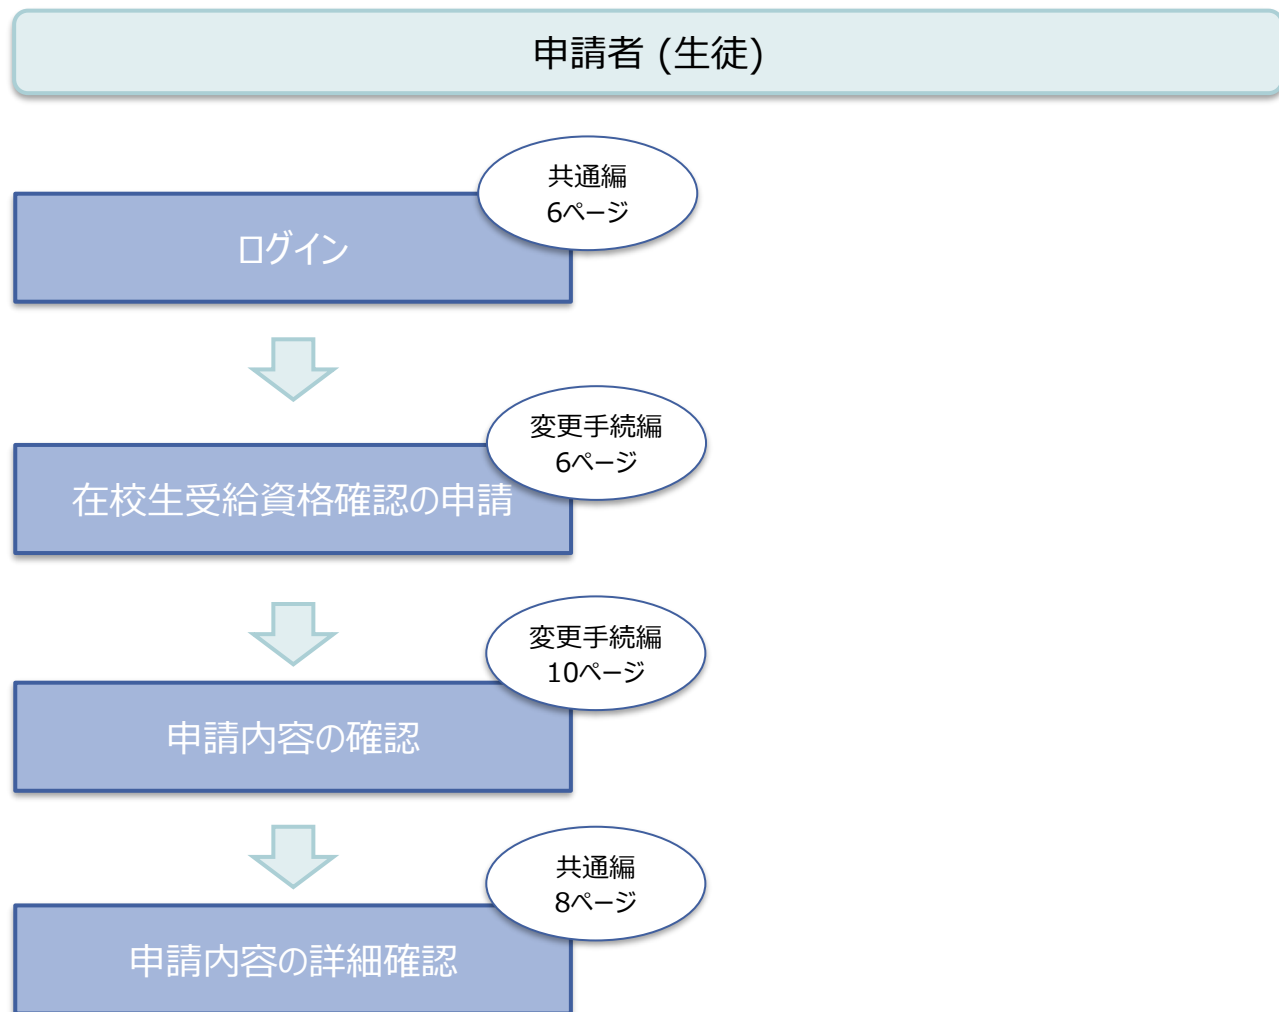 申請者 (生徒)
共通編
6ページ
ログイン
変更手続編
6ページ
在校生受給資格確認の申請
変更手続編
10ページ
申請内容の確認
共通編
8ページ
申請内容の詳細確認